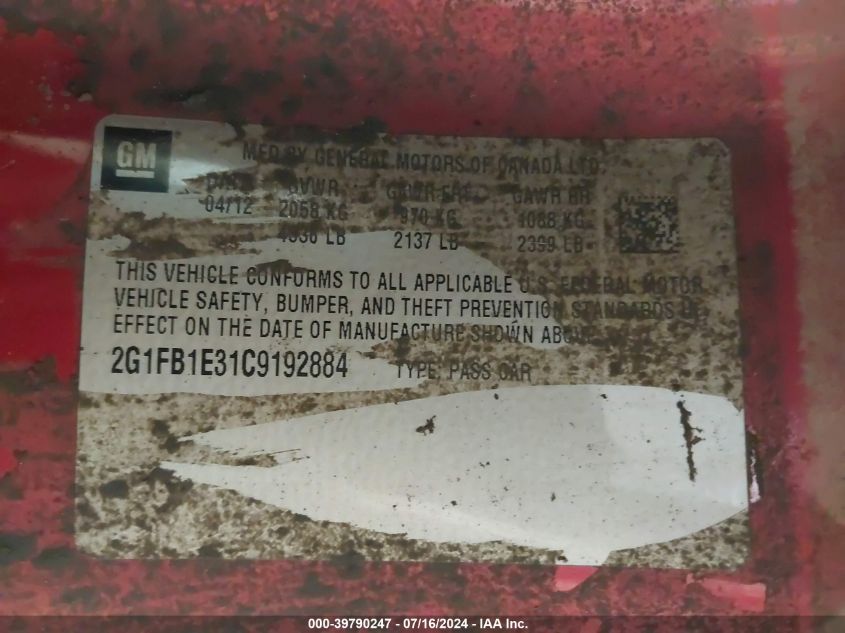 GM
MFD BY GENERAL MOTORS OF CANADA LTD.
DATE GVWR GAWR FRT GAWR RR
04/12 2058 KG 970 KG 1088 KG
LB 2137 LB 2399 LB
THIS VEHICLE CONFORMS TO ALL APPLICABLE U.S. FEDERAL MOTOR
VEHICLE SAFETY, BUMPER, AND THEFT PREVENTION STANDARDS IN
EFFECT ON THE DATE OF MANUFACTURE SHOWN ABOVE.
2G1FB1E31C9192884 TYPE: PASS CAR
000-39790247 - 07/16/2024 - IAA Inc.